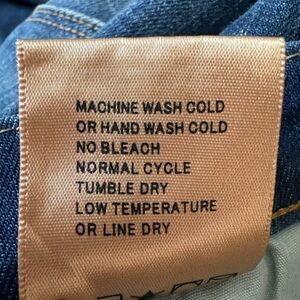 MACHINE WASH COLD
OR HAND WASH COLD
NO BLEACH
NORMAL CYCLE
TUMBLE DRY
LOW TEMPERATURE
OR LINE DRY